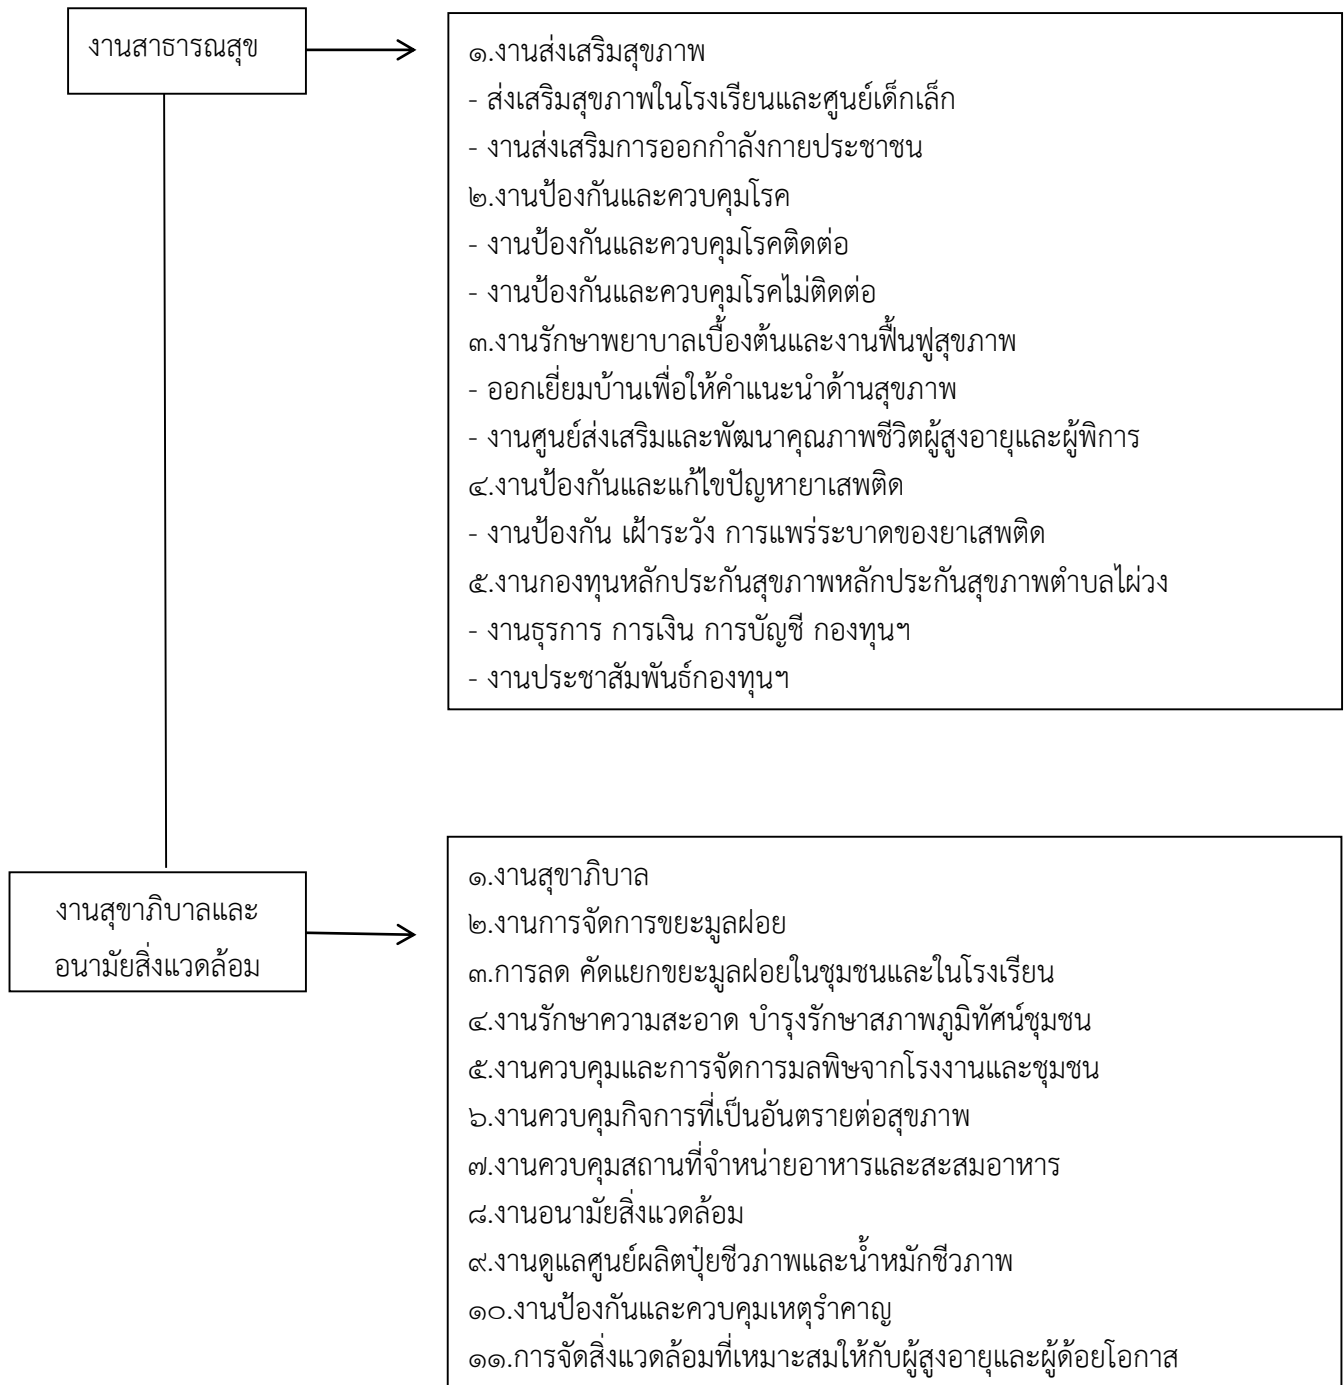 งานสาธารณสุข
๑.งานส่งเสริมสุขภาพ
- ส่งเสริมสุขภาพในโรงเรียนและศูนย์เด็กเล็ก
- งานส่งเสริมการออกกำลังกายประชาชน
๒.งานป้องกันและควบคุมโรค
- งานป้องกันและควบคุมโรคติดต่อ
- งานป้องกันและควบคุมโรคไม่ติดต่อ
๓.งานรักษาพยาบาลเบื้องต้นและงานฟื้นฟูสุขภาพ
- ออกเยี่ยมบ้านเพื่อให้คำแนะนำด้านสุขภาพ
- งานศูนย์ส่งเสริมและพัฒนาคุณภาพชีวิตผู้สูงอายุและผู้พิการ
๔.งานป้องกันและแก้ไขปัญหายาเสพติด
- งานป้องกัน เฝ้าระวัง การแพร่ระบาดของยาเสพติด
๕.งานกองทุนหลักประกันสุขภาพหลักประกันสุขภาพตำบลไผ่วง
- งานธุรการ การเงิน การบัญชี กองทุนฯ
- งานประชาสัมพันธ์กองทุนฯ
งานสุขาภิบาลและ
อนามัยสิ่งแวดล้อม
๑.งานสุขาภิบาล
๒.งานการจัดการขยะมูลฝอย
๓.การลด คัดแยกขยะมูลฝอยในชุมชนและในโรงเรียน
๔.งานรักษาความสะอาด บำรุงรักษาสภาพภูมิทัศน์ชุมชน
๕.งานควบคุมและการจัดการมลพิษจากโรงงานและชุมชน
๖.งานควบคุมกิจการที่เป็นอันตรายต่อสุขภาพ
๗.งานควบคุมสถานที่จำหน่ายอาหารและสะสมอาหาร
๘.งานอนามัยสิ่งแวดล้อม
๙.งานดูแลศูนย์ผลิตปุ๋ยชีวภาพและน้ำหมักชีวภาพ
๑๐.งานป้องกันและควบคุมเหตุรำคาญ
๑๑.การจัดสิ่งแวดล้อมที่เหมาะสมให้กับผู้สูงอายุและผู้ด้อยโอกาส